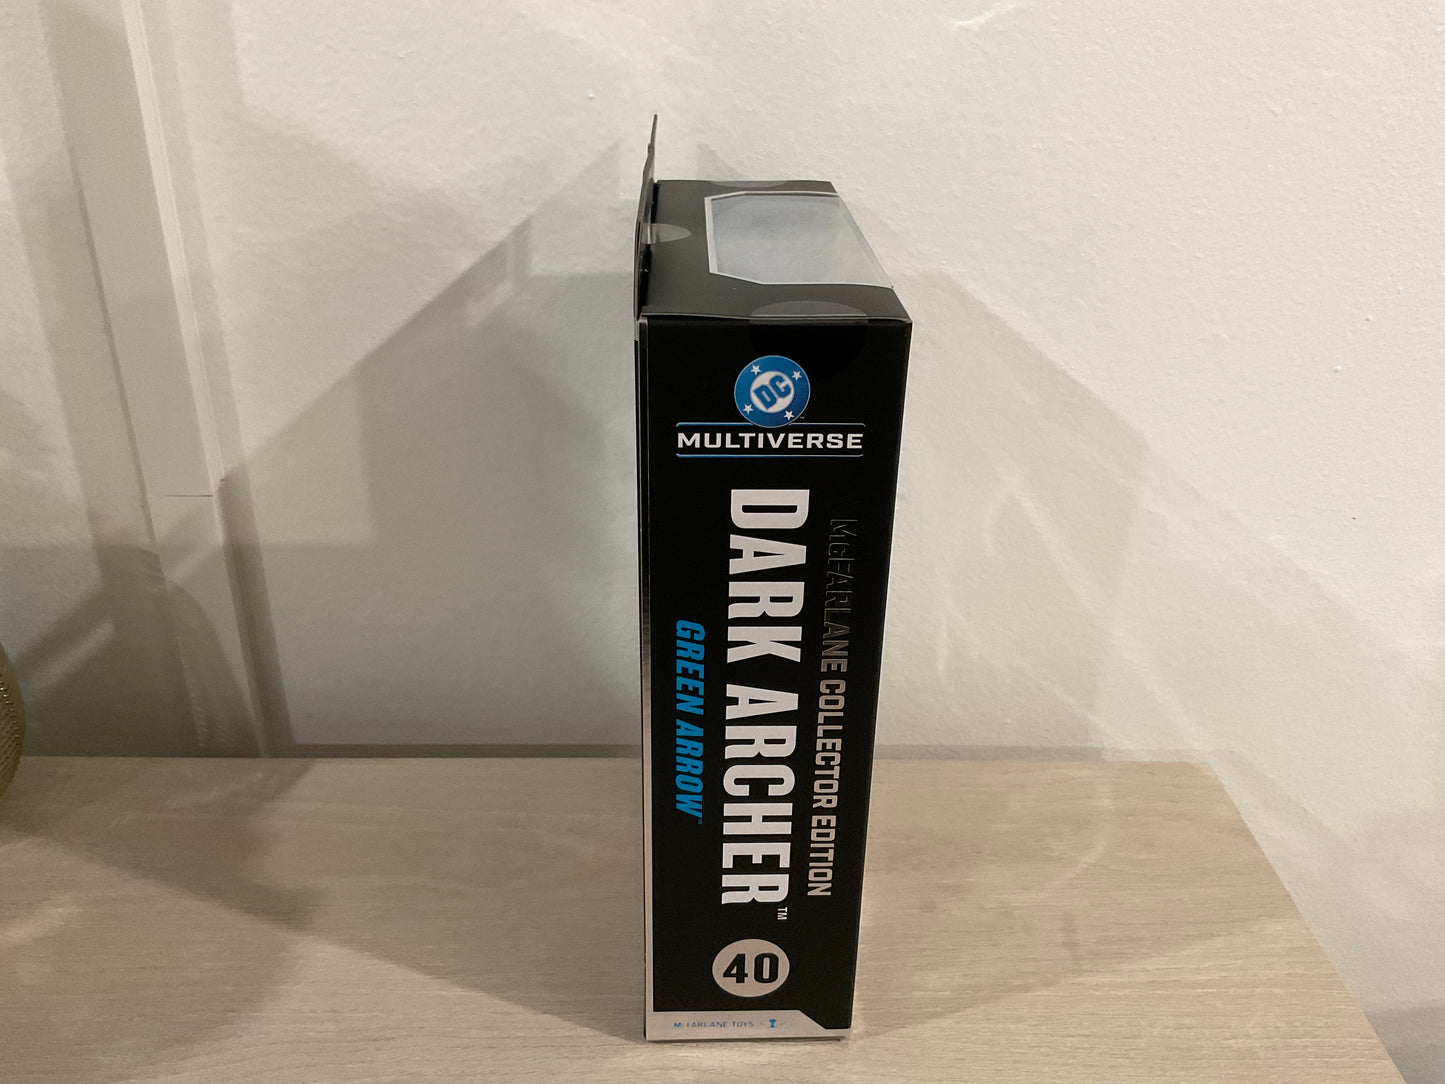 DC
MULTIVERSE
McFARLANE COLLECTOR EDITION
DARK ARCHER™
GREEN ARROW™
40
McFARLANE TOYS